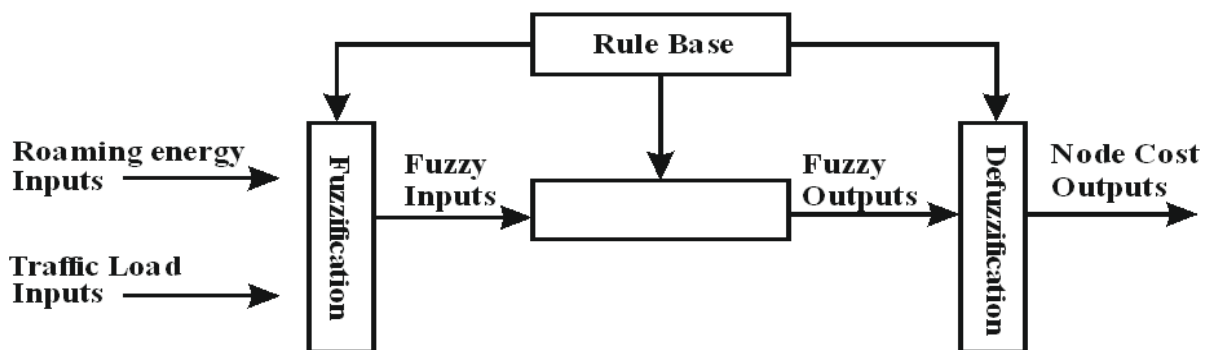 Rule Base
Roaming energy
Inputs
Traffic Load
Inputs
Fuzzification
Fuzzy
Inputs
Fuzzy
Outputs
Defuzzification
Node Cost
Outputs